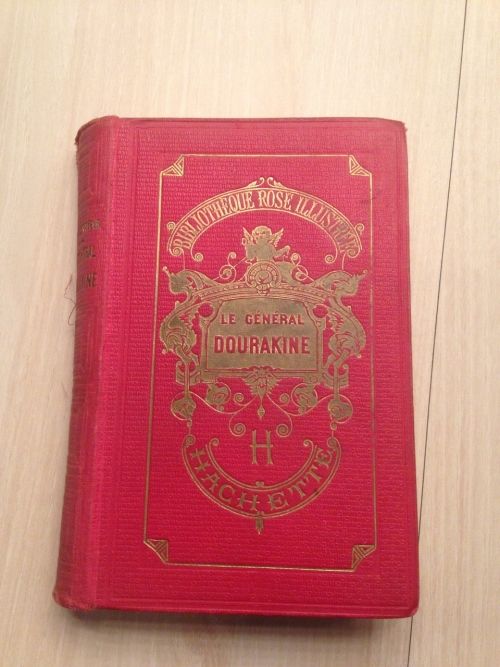 BIBLIOTHÈQUE ROSE ILLUSTRÉE
LE GÉNÉRAL
DOURAKINE
H
HACHETTE